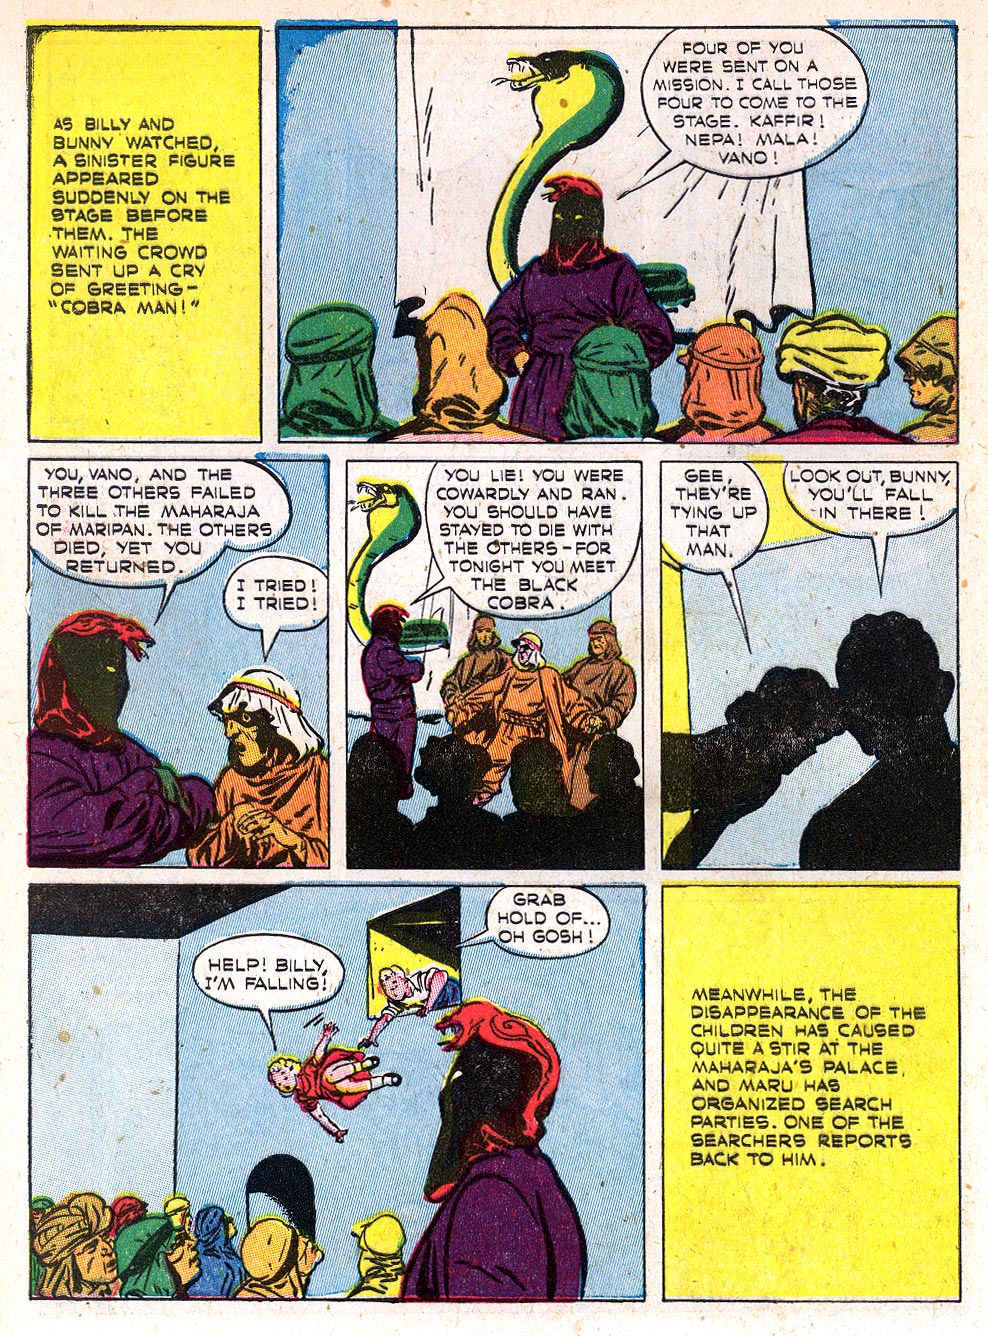 AS BILLY AND
BUNNY WATCHED,
A SINISTER FIGURE
APPEARED
SUDDENLY ON THE
STAGE BEFORE
THEM. THE
WAITING CROWD
SENT UP A CRY
OF GREETING-
"COBRA MAN!"
FOUR OF YOU
WERE SENT ON A
MISSION. I CALL THOSE
FOUR TO COME TO THE
STAGE. KAFFIR!
NEPA! MALA!
VANO!
YOU, VANO, AND THE
THREE OTHERS FAILED
TO KILL THE MAHARAJA
OF MARIPAN. THE OTHERS
DIED, YET YOU
RETURNED.
I TRIED!
I TRIED!
YOU LIE! YOU WERE
COWARDLY AND RAN.
YOU SHOULD HAVE
STAYED TO DIE WITH
THE OTHERS-FOR
TONIGHT YOU MEET
THE BLACK
COBRA.
GEE,
THEY'RE
TYING UP
THAT
MAN.
LOOK OUT, BUNNY,
YOU'LL FALL
IN THERE!
HELP! BILLY,
I'M FALLING!
GRAB
HOLD OF...
OH GOSH!
MEANWHILE, THE
DISAPPEARANCE OF THE
CHILDREN HAS CAUSED
QUITE A STIR AT THE
MAHARAJA'S PALACE,
AND MARU HAS
ORGANIZED SEARCH
PARTIES. ONE OF THE
SEARCHERS REPORTS
BACK TO HIM.